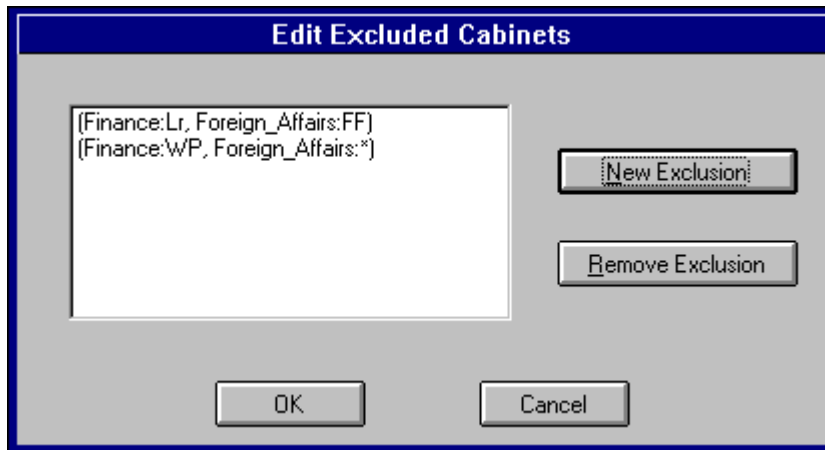 Edit Excluded Cabinets
(Finance:Lr, Foreign_Affairs:FF)
(Finance:WP, Foreign_Affairs:*)
New Exclusion
Remove Exclusion
OK
Cancel